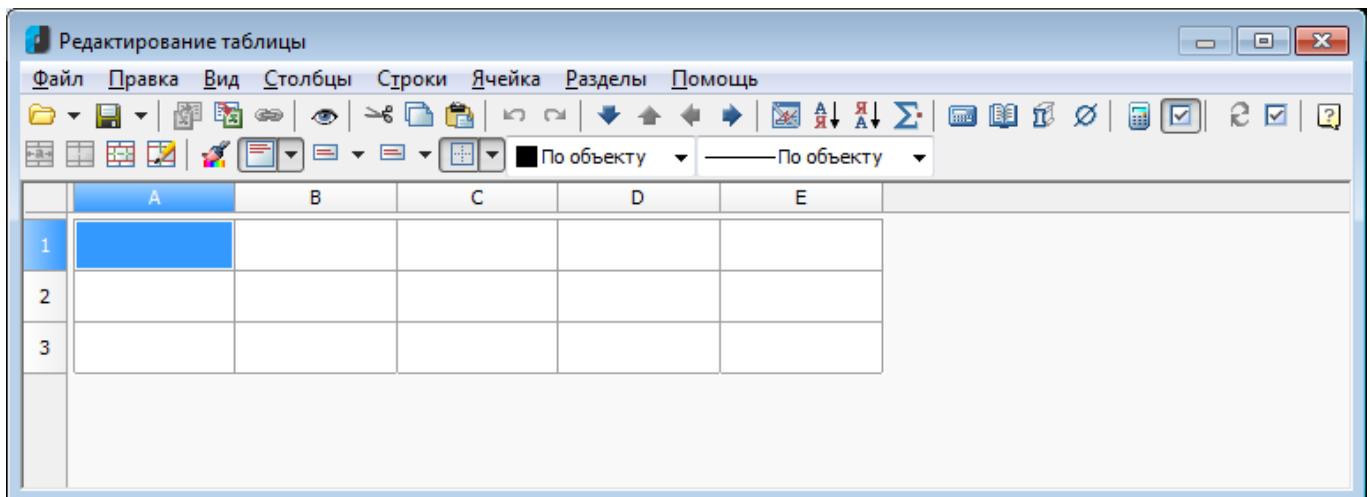 Редактирование таблицы
Файл Правка Вид Столбцы Строки Ячейка Разделы Помощь
По объекту По объекту
A B C D E
1
2
3